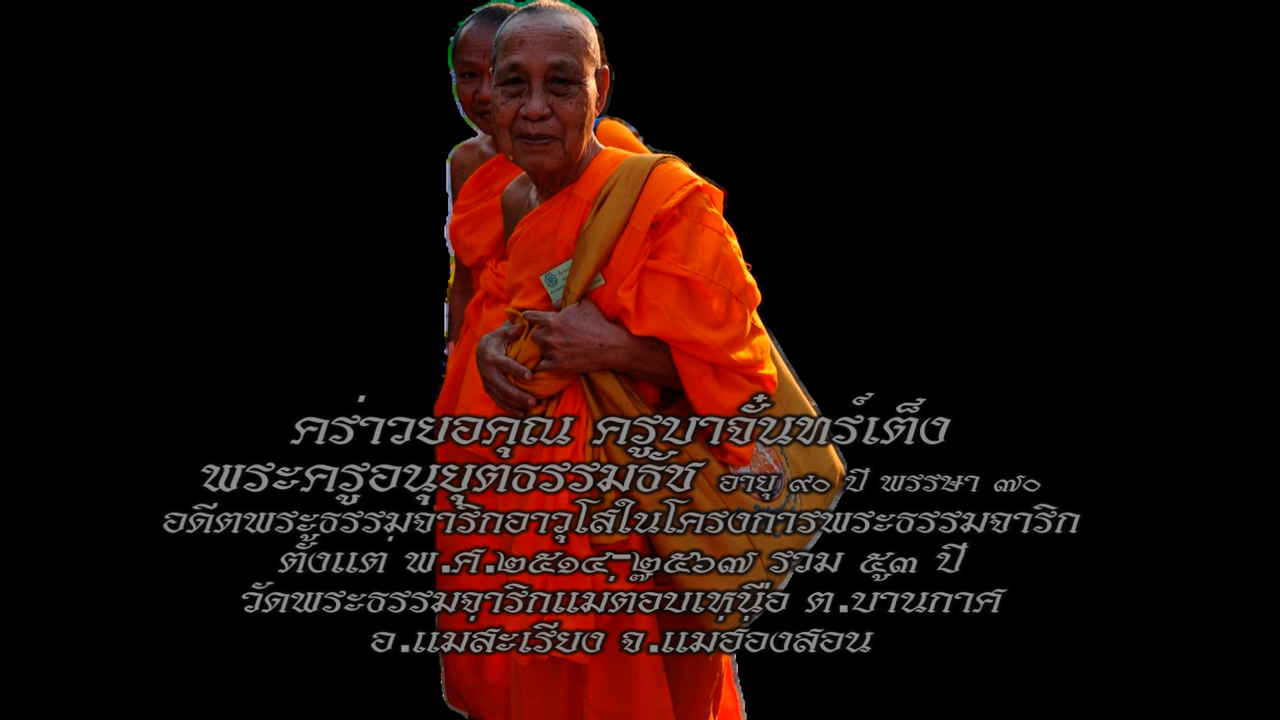 คร่าวยอคุณ ครูบาจั๋นทร์เต็ง
พระครูอนุยุตธรรมธัช อายุ ๙๐ ปี พรรษา ๗๐
อดีตพระธรรมจาริกอาวุโสในโครงการพระธรรมจาริก
ตั้งแต่ พ.ศ.๒๕๑๔-๒๕๖๗ รวม ๕๓ ปี
วัดพระธรรมจาริกแม่ต๊อบเหนือ ต.บ้านกาศ
อ.แม่สะเรียง จ.แม่ฮ่องสอน